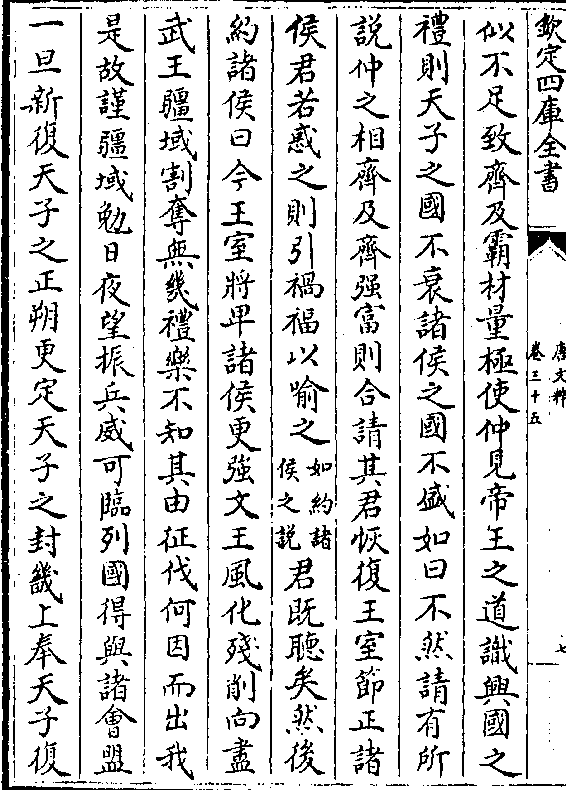 欽定四庫全書
唐文粹
卷三十五
七
似不足致齊及霸材量極使仲見帝王之道識興國之
禮則天子之國不衰諸侯之國不盛如曰不然請有所
說仲之相齊及齊强富則合請其君恢復王室節正諸
侯君若惑之則引禍福以喻之如約諸侯之説君既聽矣然後
約諸侯曰今王室將卑諸侯更強文王風化殘削向盡
武王疆域割奪無幾禮樂不知其由征伐何因而出我
是故謹疆域勉日夜望振兵威可臨列國得與諸會盟
一旦新復天子之正朔更定天子之封畿上奉天子復